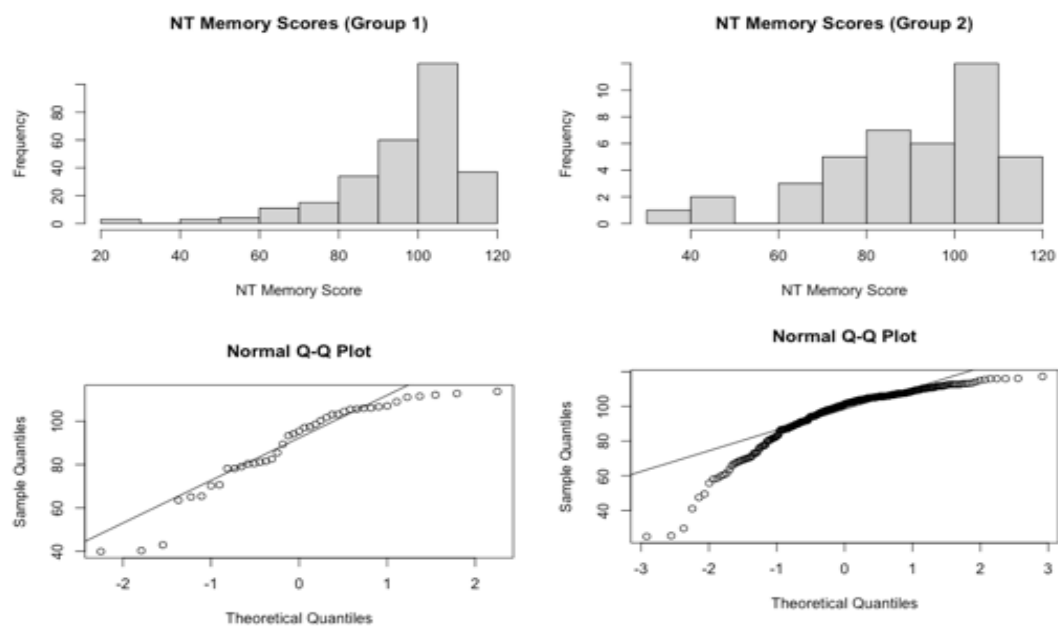 NT Memory Scores (Group 1)
Frequency
0 20 40 60 80
20 40 60 80 100 120
NT Memory Score
NT Memory Scores (Group 2)
Frequency
0 2 4 6 8 10 12
40 60 80 100 120
NT Memory Score
Normal Q-Q Plot
Sample Quantiles
40 60 80 100
-2 -1 0 1 2
Theoretical Quantiles
Normal Q-Q Plot
Sample Quantiles
40 60 80 100
-3 -2 -1 0 1 2 3
Theoretical Quantiles